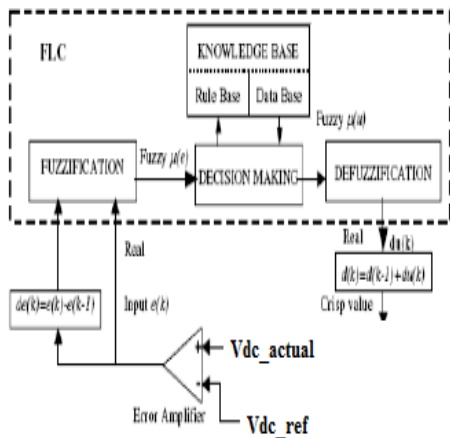 FLC
KNOWLEDGE BASE
Rule Base
Data Base
Fuzzy μ(u)
Fuzzy μ(e)
FUZZIFICATION
DECISION MAKING
DEFUZZIFICATION
Real
Real
du(k)
de(k)=e(k)-e(k-1)
Input e(k)
d(k)=d(k-1)+du(k)
Crisp value
+
Vdc_actual
-
Error Amplifier
Vdc_ref